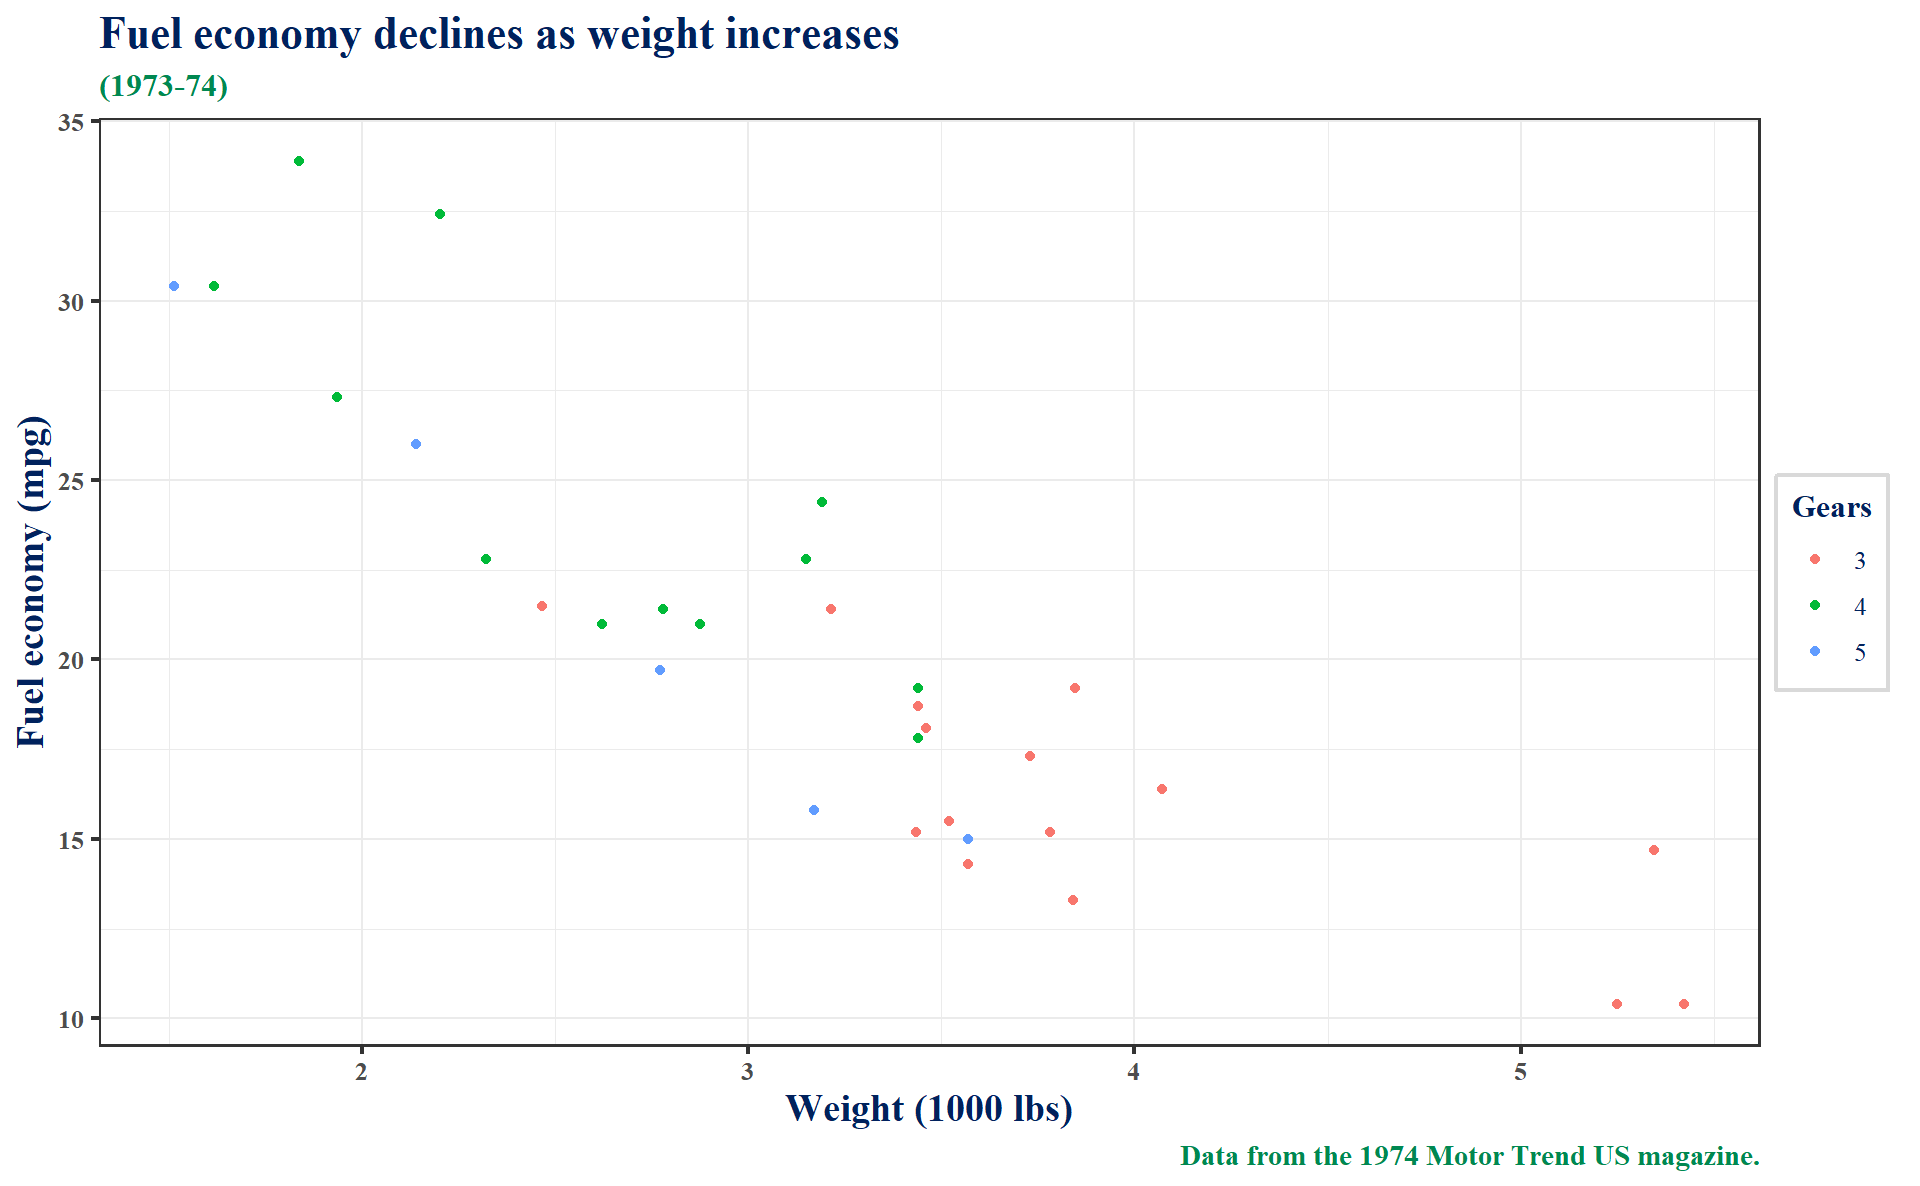 Fuel economy declines as weight increases
(1973-74)
35
30
25
20
15
10
Fuel economy (mpg)
2 3 4 5
Weight (1000 lbs)
Gears
3
4
5
Data from the 1974 Motor Trend US magazine.